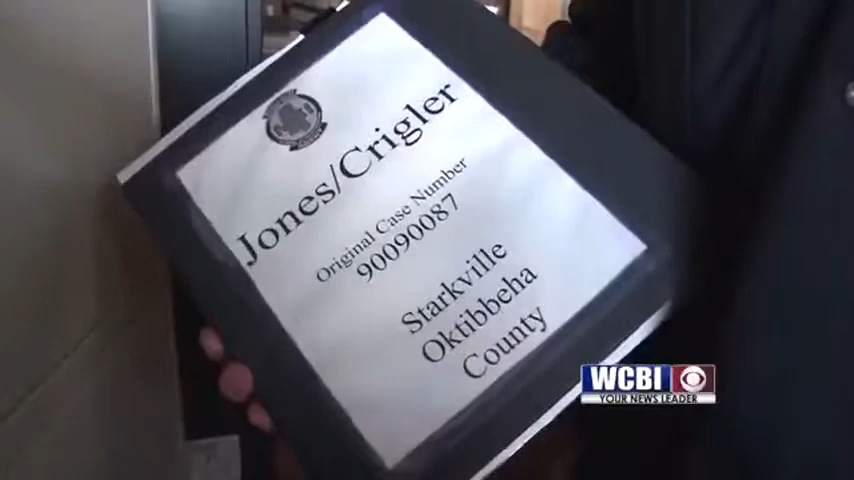 Jones/Crigler
Original Case Number
90090087
Starkville
Oktibbeha
County
WCBI
YOUR NEWS LEADER